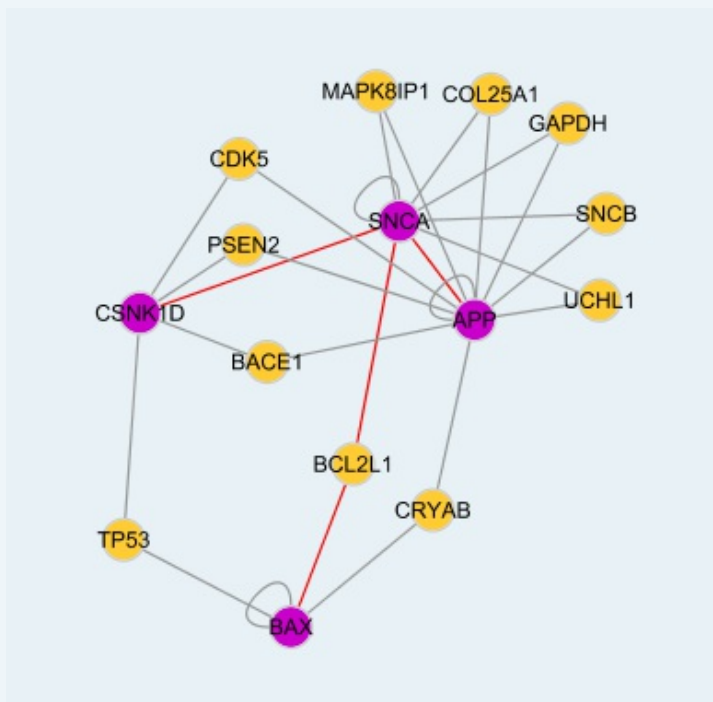 MAPK8IP1
COL25A1
GAPDH
CDK5
SNCA
SNCB
PSEN2
UCHL1
CSNK1D
APP
BACE1
BCL2L1
CRYAB
TP53
BAX